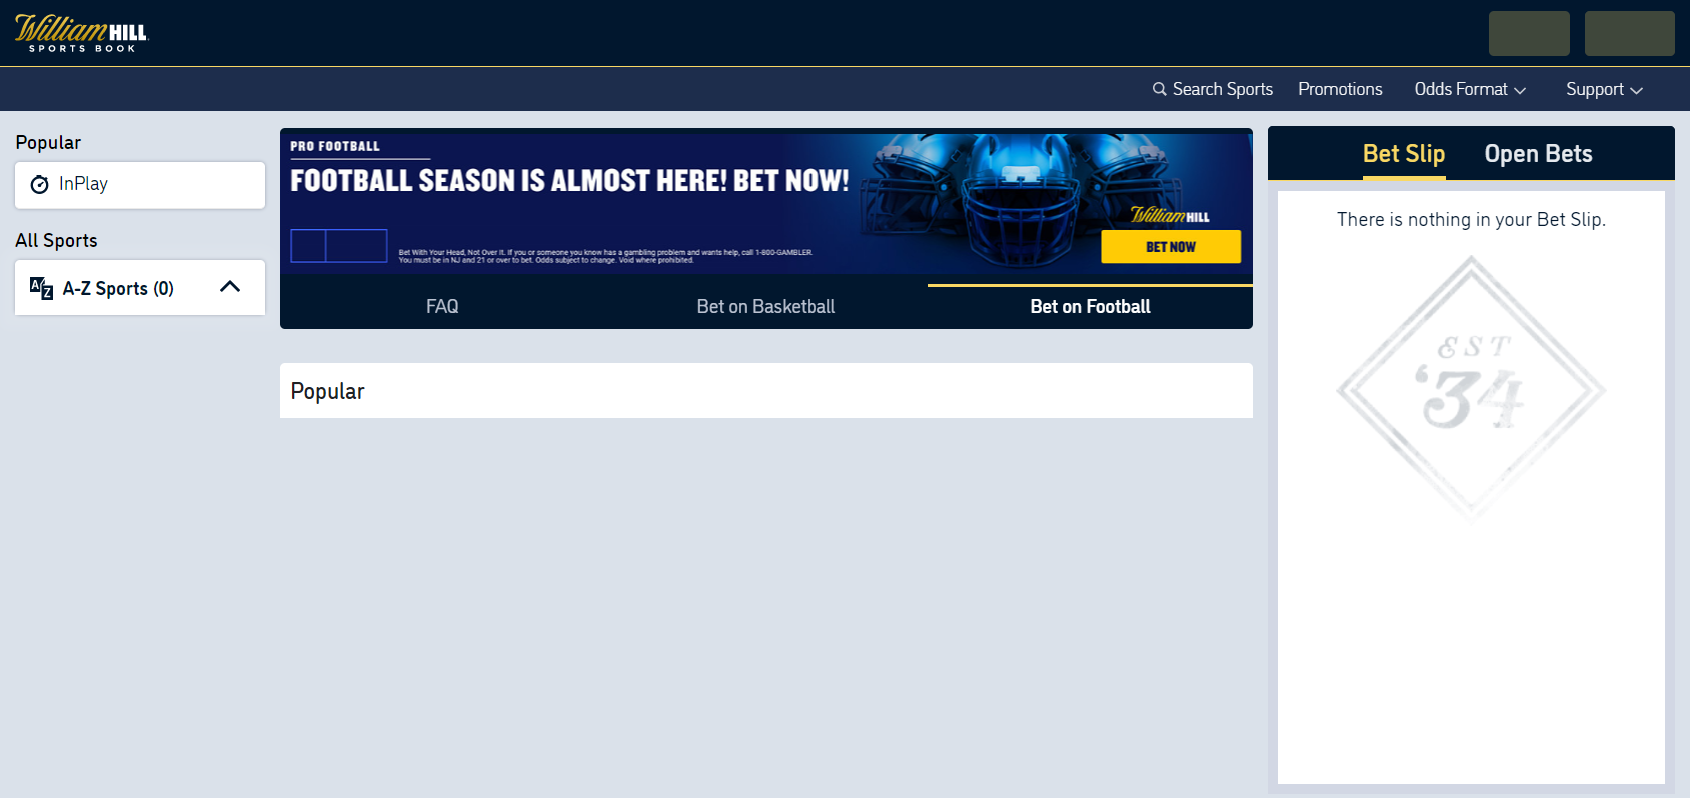 William HILL
SPORTS BOOK
Search Sports
Promotions
Odds Format
Support
Popular
InPlay
All Sports
A-Z Sports (0)
PRO FOOTBALL
FOOTBALL SEASON IS ALMOST HERE! BET NOW!
William HILL
BET NOW
Bet With Your Head, Not Over It. If you or someone you know has a gambling problem and wants help, call 1-800-GAMBLER.
You must be in NJ and 21 or over to bet. Odds subject to change. Void where prohibited.
FAQ
Bet on Basketball
Bet on Football
Popular
Bet Slip
Open Bets
There is nothing in your Bet Slip.
EST
‘34